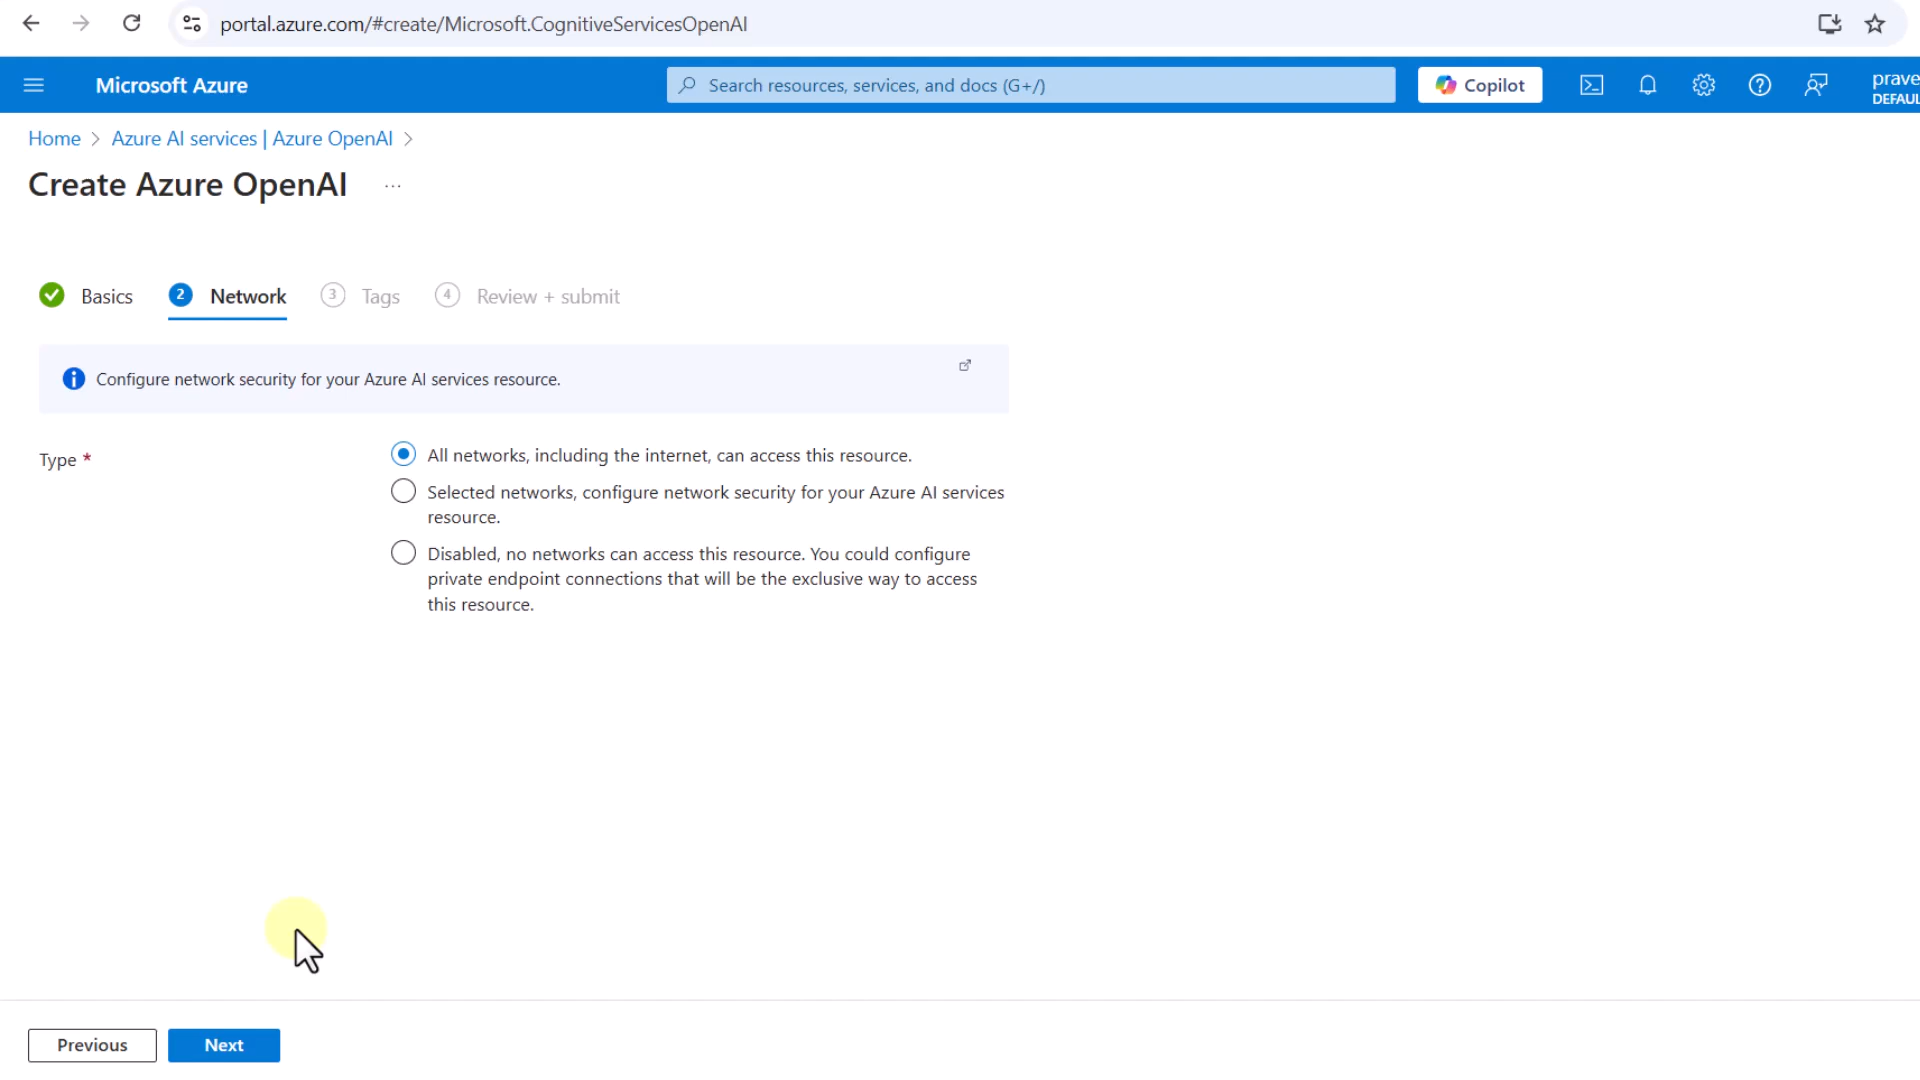 portal.azure.com/#create/Microsoft.CognitiveServicesOpenAI
Microsoft Azure
Search resources, services, and docs (G+/)
Copilot
prave
DEFAUL
Home > Azure AI services | Azure OpenAI >
Create Azure OpenAI ...
Basics
2 Network
3 Tags
4 Review + submit
Configure network security for your Azure AI services resource.
Type *
All networks, including the internet, can access this resource.
Selected networks, configure network security for your Azure AI services
resource.
Disabled, no networks can access this resource. You could configure
private endpoint connections that will be the exclusive way to access
this resource.
Previous
Next